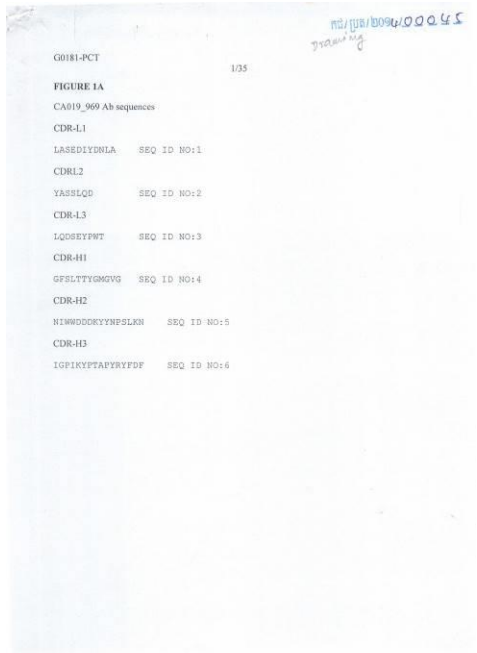 Drawing
G0181-PCT
1/35
FIGURE 1A
CA019_969 Ab sequences
CDR-L1
LASEDIYDNLA SEQ ID NO:1
CDRL2
YASSLQD SEQ ID NO:2
CDR-L3
LQDSEYPWT SEQ ID NO:3
CDR-H1
GFSLTTYGMGVG SEQ ID NO:4
CDR-H2
NIWWDDDKYYNPSLKN SEQ ID NO:5
CDR-H3
IGPIKYPTAPYRYFDF SEQ ID NO:6